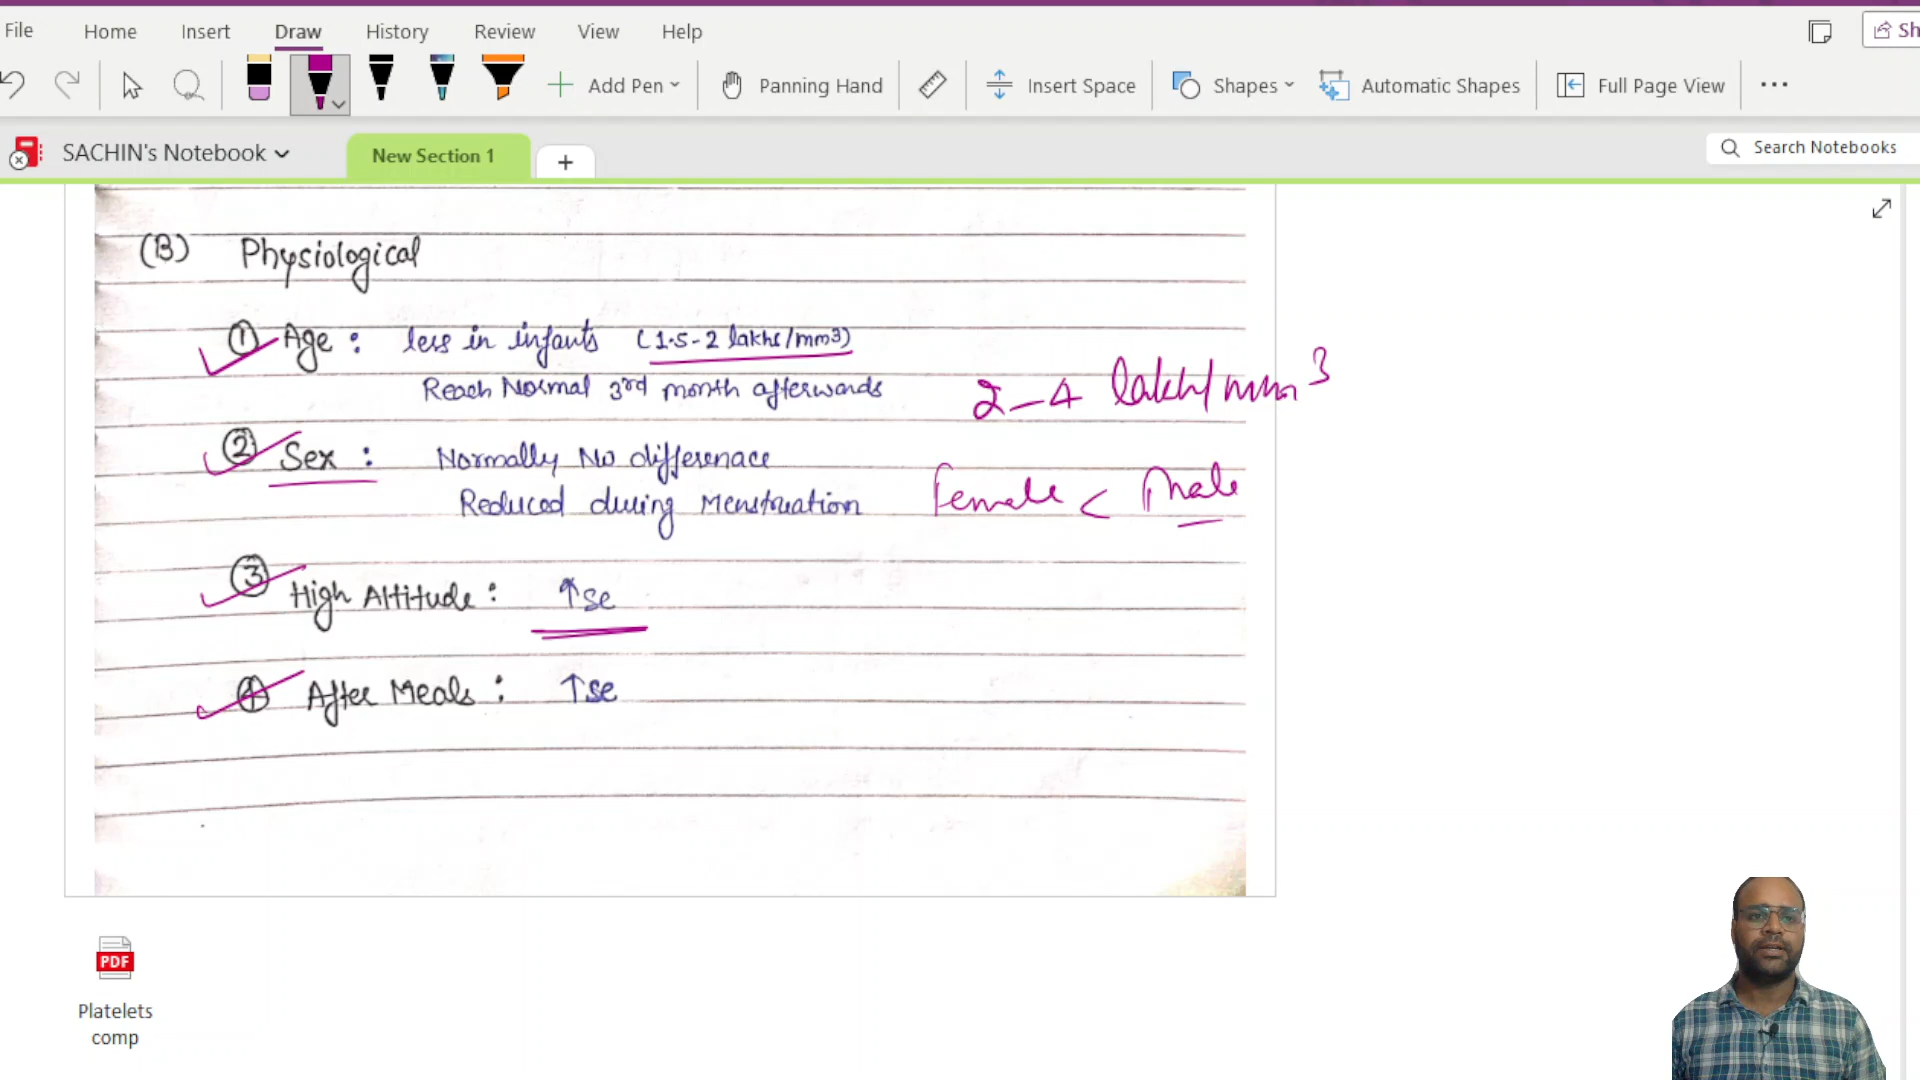 File Home Insert Draw History Review View Help Sh
Add Pen Panning Hand Insert Space Shapes Automatic Shapes Full Page View
SACHIN's Notebook New Section 1 + Search Notebooks
(B) Physiological
① Age : less in infants (1.5-2 lakhs/mm3)
Reach Normal 3rd month afterwards 2-4 lakh/mm3
② Sex : Normally No differenace
Reduced during Menstruation Female < Male
③ High Altitude : ↑se
④ After Meals : ↑se
PDF
Platelets
comp